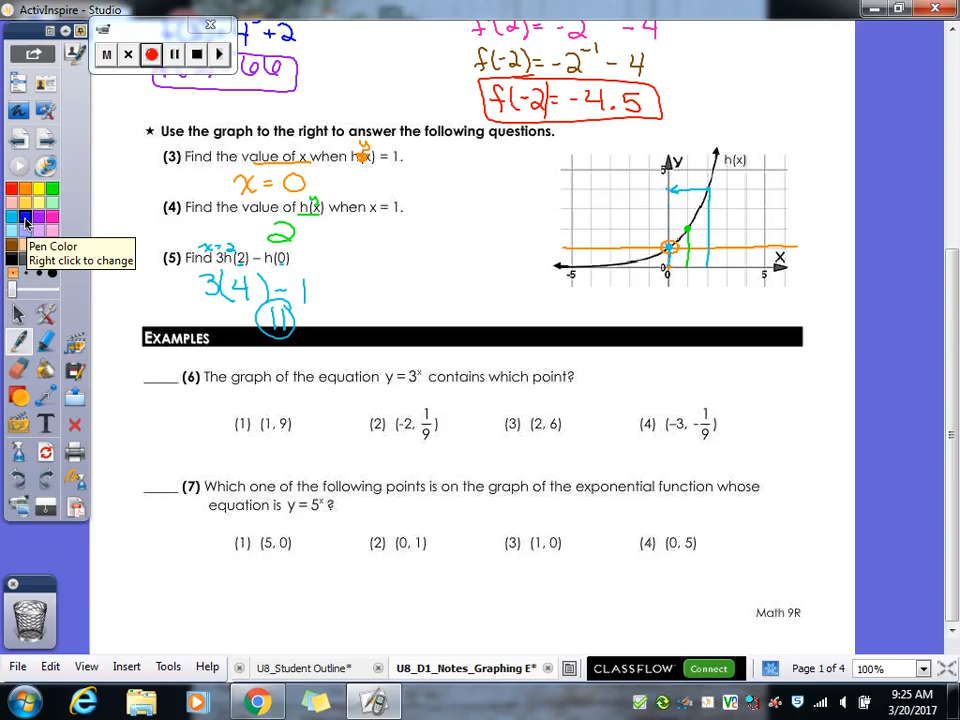 ActivInspire - Studio
4⁻ +2
66
-2 - 4
f(-2) = -2⁻¹ - 4
f(-2) = -4.5
★ Use the graph to the right to answer the following questions.
(3) Find the value of x when h(x) = 1.
y
x = 0
(4) Find the value of h(x) when x = 1.
y
2
x = 2
(5) Find 3h(2) – h(0)
3(4) - 1
11
h(x)
y
5
x
-5
0
5
EXAMPLES
_____ (6) The graph of the equation y = 3ˣ contains which point?
(1) (1, 9) (2) (-2, 1/9) (3) (2, 6) (4) (–3, -1/9)
_____ (7) Which one of the following points is on the graph of the exponential function whose
equation is y = 5ˣ ?
(1) (5, 0) (2) (0, 1) (3) (1, 0) (4) (0, 5)
Math 9R
Pen Color
Right click to change
File Edit View Insert Tools Help
U8_Student Outline*
U8_D1_Notes_Graphing E*
CLASSFLOW Connect
Page 1 of 4
100%
9:25 AM
3/20/2017